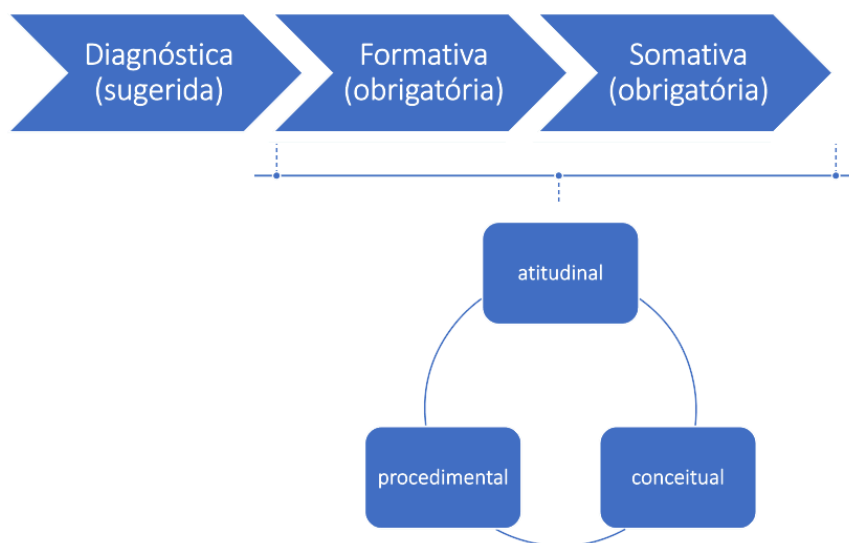 Diagnóstica
(sugerida)
Formativa
(obrigatória)
Somativa
(obrigatória)
atitudinal
procedimental
conceitual